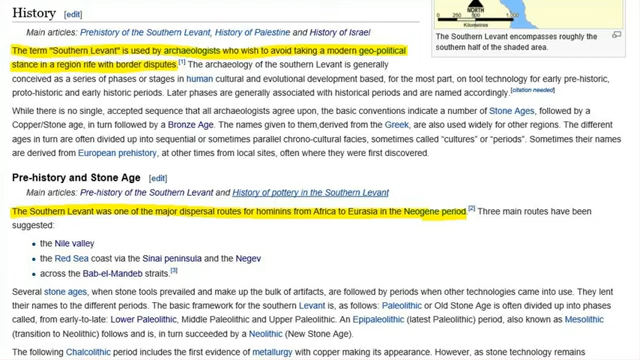 History [edit]
Main articles: Prehistory of the Southern Levant, History of Palestine and History of Israel
The term "Southern Levant" is used by archaeologists who wish to avoid taking a modern geo-political
stance in a region rife with border disputes.[1] The archaeology of the southern Levant is generally
conceived as a series of phases or stages in human cultural and evolutional development based, for the most part, on tool technology for early pre-historic,
proto-historic and early historic periods. Later phases are generally associated with historical periods and are named accordingly.[citation needed]
NORTH
Kilometres
The Southern Levant encompasses roughly the
southern half of the shaded area.
While there is no single, accepted sequence that all archaeologists agree upon, the basic conventions indicate a number of Stone Ages, followed by a
Copper/Stone age, in turn followed by a Bronze Age. The names given to them,derived from the Greek, are also used widely for other regions. The different
ages in turn are often divided up into sequential or sometimes parallel chrono-cultural facies, sometimes called “cultures” or “periods”. Sometimes their names
are derived from European prehistory, at other times from local sites, often where they were first discovered.
Pre-history and Stone Age [edit]
Main articles: Pre-history of the Southern Levant and History of pottery in the Southern Levant
The Southern Levant was one of the major dispersal routes for hominins from Africa to Eurasia in the Neogene period.[2] Three main routes have been
suggested:
• the Nile valley
• the Red Sea coast via the Sinai peninsula and the Negev
• across the Bab-el-Mandeb straits.[3]
Several stone ages, when stone tools prevailed and make up the bulk of artifacts, are followed by periods when other technologies came into use. They lent
their names to the different periods. The basic framework for the southern Levant is, as follows: Paleolithic or Old Stone Age is often divided up into phases
called, from early-to-late: Lower Paleolithic, Middle Paleolithic and Upper Paleolithic. An Epipaleolithic (latest Paleolithic) period, also known as Mesolithic
(transition to Neolithic) follows and is, in turn succeeded by a Neolithic (New Stone Age).
The following Chalcolithic period includes the first evidence of metallurgy with copper making its appearance. However, as stone technology remains